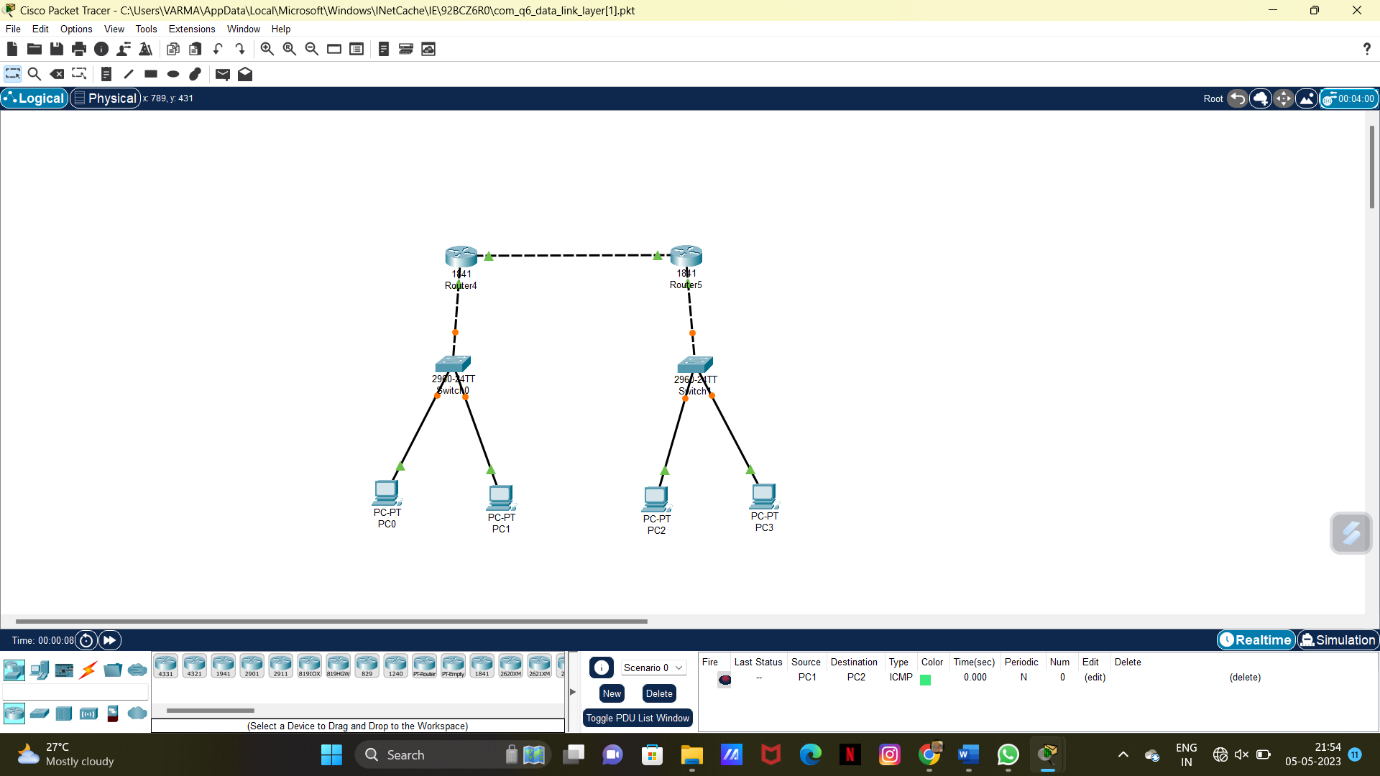 Cisco Packet Tracer - C:\Users\VARMA\AppData\Local\Microsoft\Windows\INetCache\IE\92BCZ6R0\com_q6_data_link_layer[1].pkt
File Edit Options View Tools Extensions Window Help
Logical Physical x: 789, y: 431 Root 00:04:00
1841
Router4
1841
Router5
2960-24TT
Switch0
2960-24TT
Switch1
PC-PT
PC0
PC-PT
PC1
PC-PT
PC2
PC-PT
PC3
Time: 00:00:08 Realtime Simulation
4331 4321 1941 2901 2911 819IOX 819HGW 829 1240 PT-Router PT-Empty 1841 2620XM 2621XM
(Select a Device to Drag and Drop to the Workspace)
Scenario 0
New Delete
Toggle PDU List Window
Fire Last Status Source Destination Type Color Time(sec) Periodic Num Edit Delete
-- PC1 PC2 ICMP 0.000 N 0 (edit) (delete)
27°C
Mostly cloudy
Search
ENG
IN
21:54
05-05-2023
11